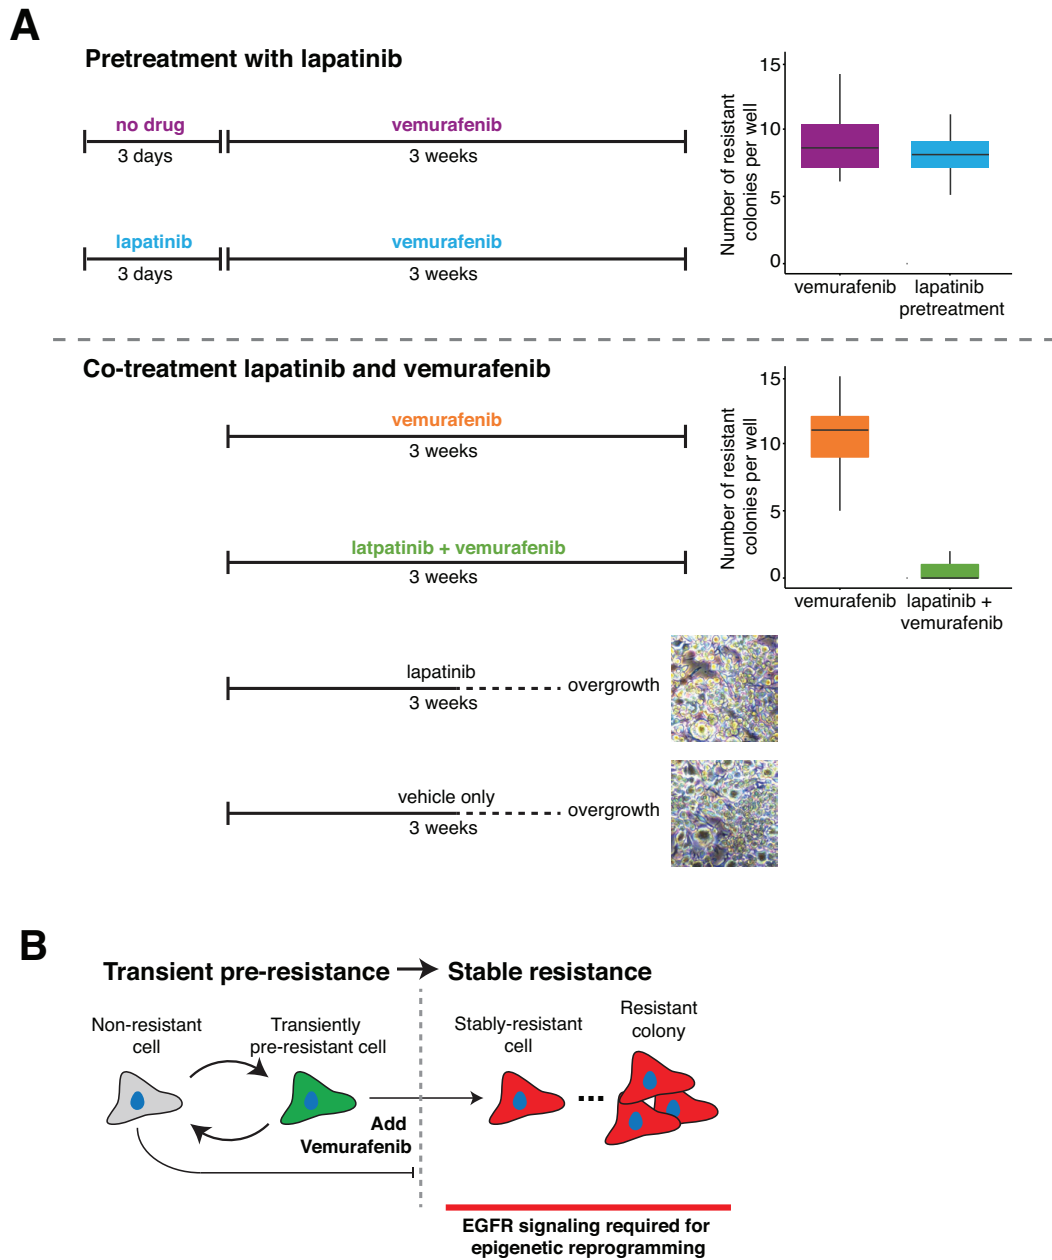 A
Pretreatment with lapatinib
no drug
3 days
vemurafenib
3 weeks
lapatinib
3 days
vemurafenib
3 weeks
Number of resistant
colonies per well
15
10
5
0
vemurafenib
lapatinib
pretreatment
Co-treatment lapatinib and vemurafenib
vemurafenib
3 weeks
latpatinib + vemurafenib
3 weeks
lapatinib
3 weeks
overgrowth
vehicle only
3 weeks
overgrowth
Number of resistant
colonies per well
15
10
5
0
vemurafenib
lapatinib +
vemurafenib
B
Transient pre-resistance
Stable resistance
Non-resistant
cell
Transiently
pre-resistant cell
Add
Vemurafenib
Stably-resistant
cell
...
Resistant
colony
EGFR signaling required for
epigenetic reprogramming